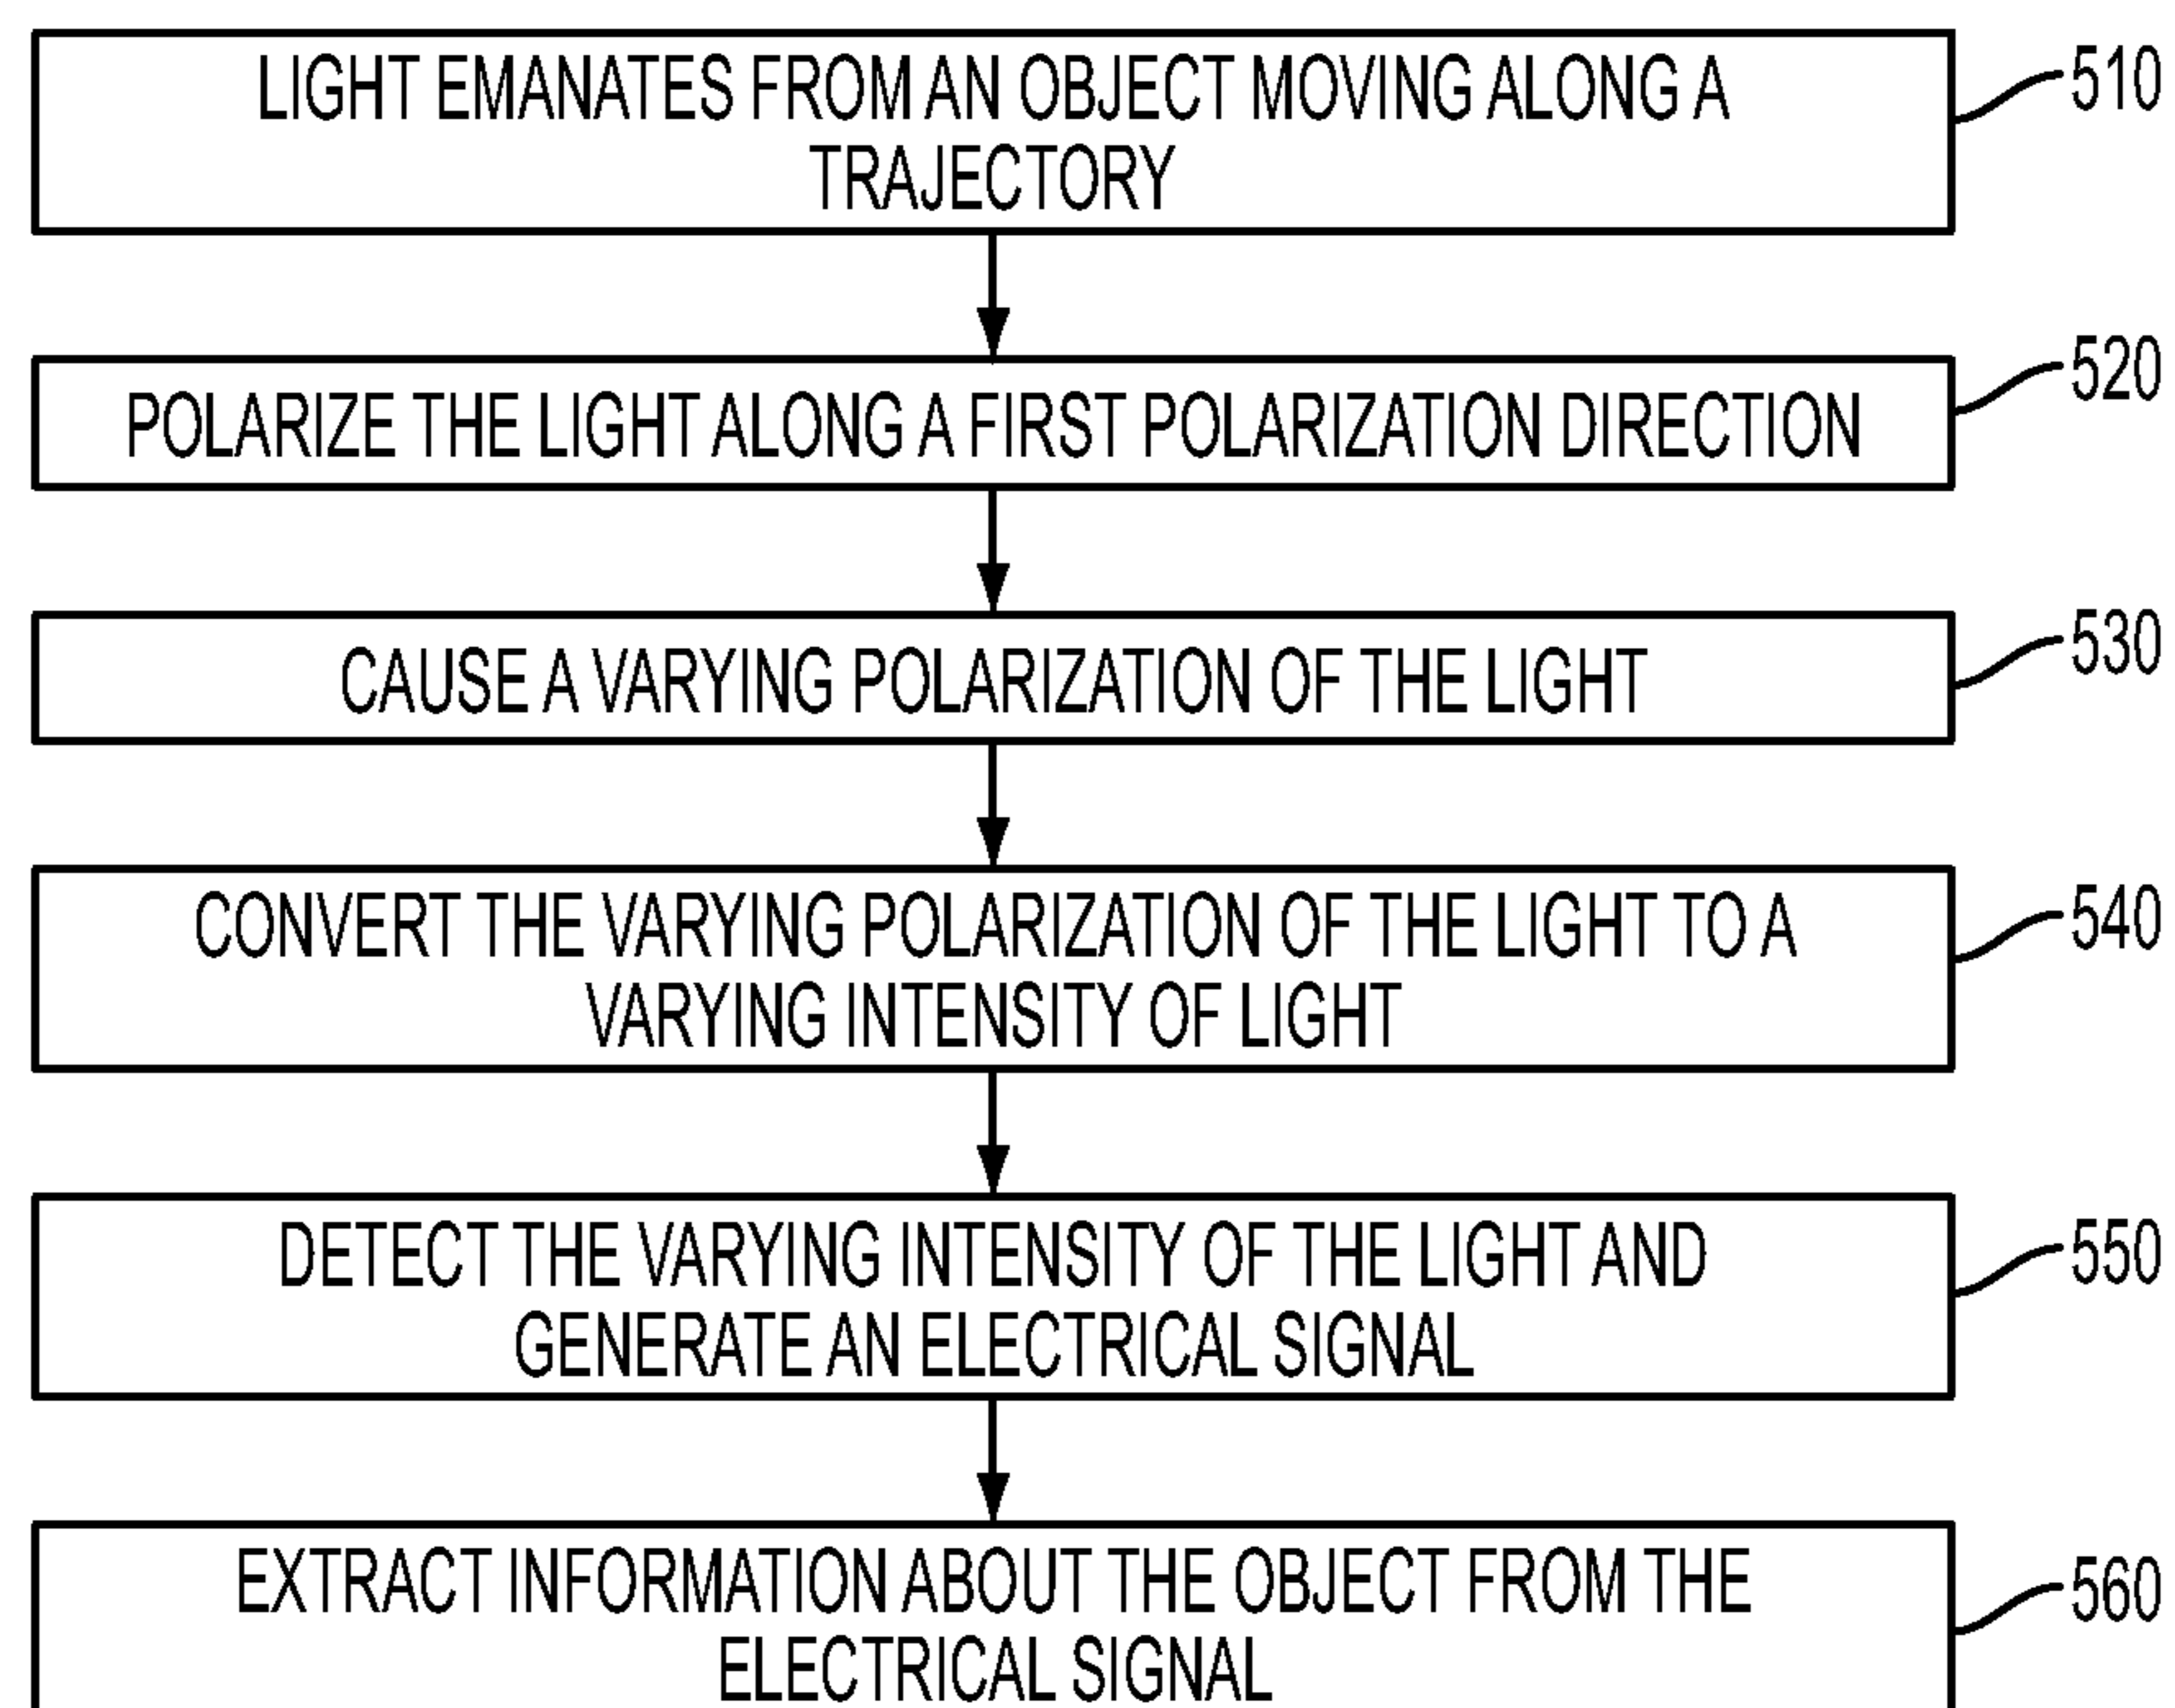 LIGHT EMANATES FROM AN OBJECT MOVING ALONG A
TRAJECTORY
510
POLARIZE THE LIGHT ALONG A FIRST POLARIZATION DIRECTION
520
CAUSE A VARYING POLARIZATION OF THE LIGHT
530
CONVERT THE VARYING POLARIZATION OF THE LIGHT TO A
VARYING INTENSITY OF LIGHT
540
DETECT THE VARYING INTENSITY OF THE LIGHT AND
GENERATE AN ELECTRICAL SIGNAL
550
EXTRACT INFORMATION ABOUT THE OBJECT FROM THE
ELECTRICAL SIGNAL
560